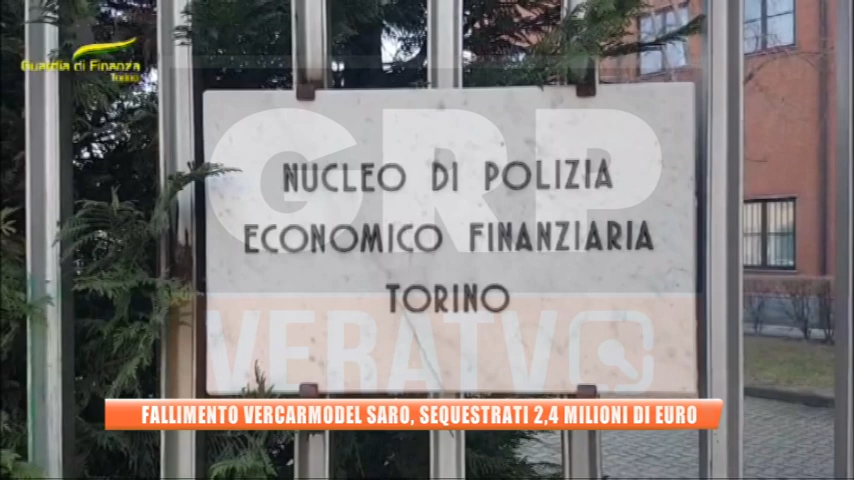 Guardia di Finanza
Torino
GRP
NUCLEO DI POLIZIA
ECONOMICO FINANZIARIA
TORINO
VERATV
FALLIMENTO VERCARMODEL SARO, SEQUESTRATI 2,4 MILIONI DI EURO